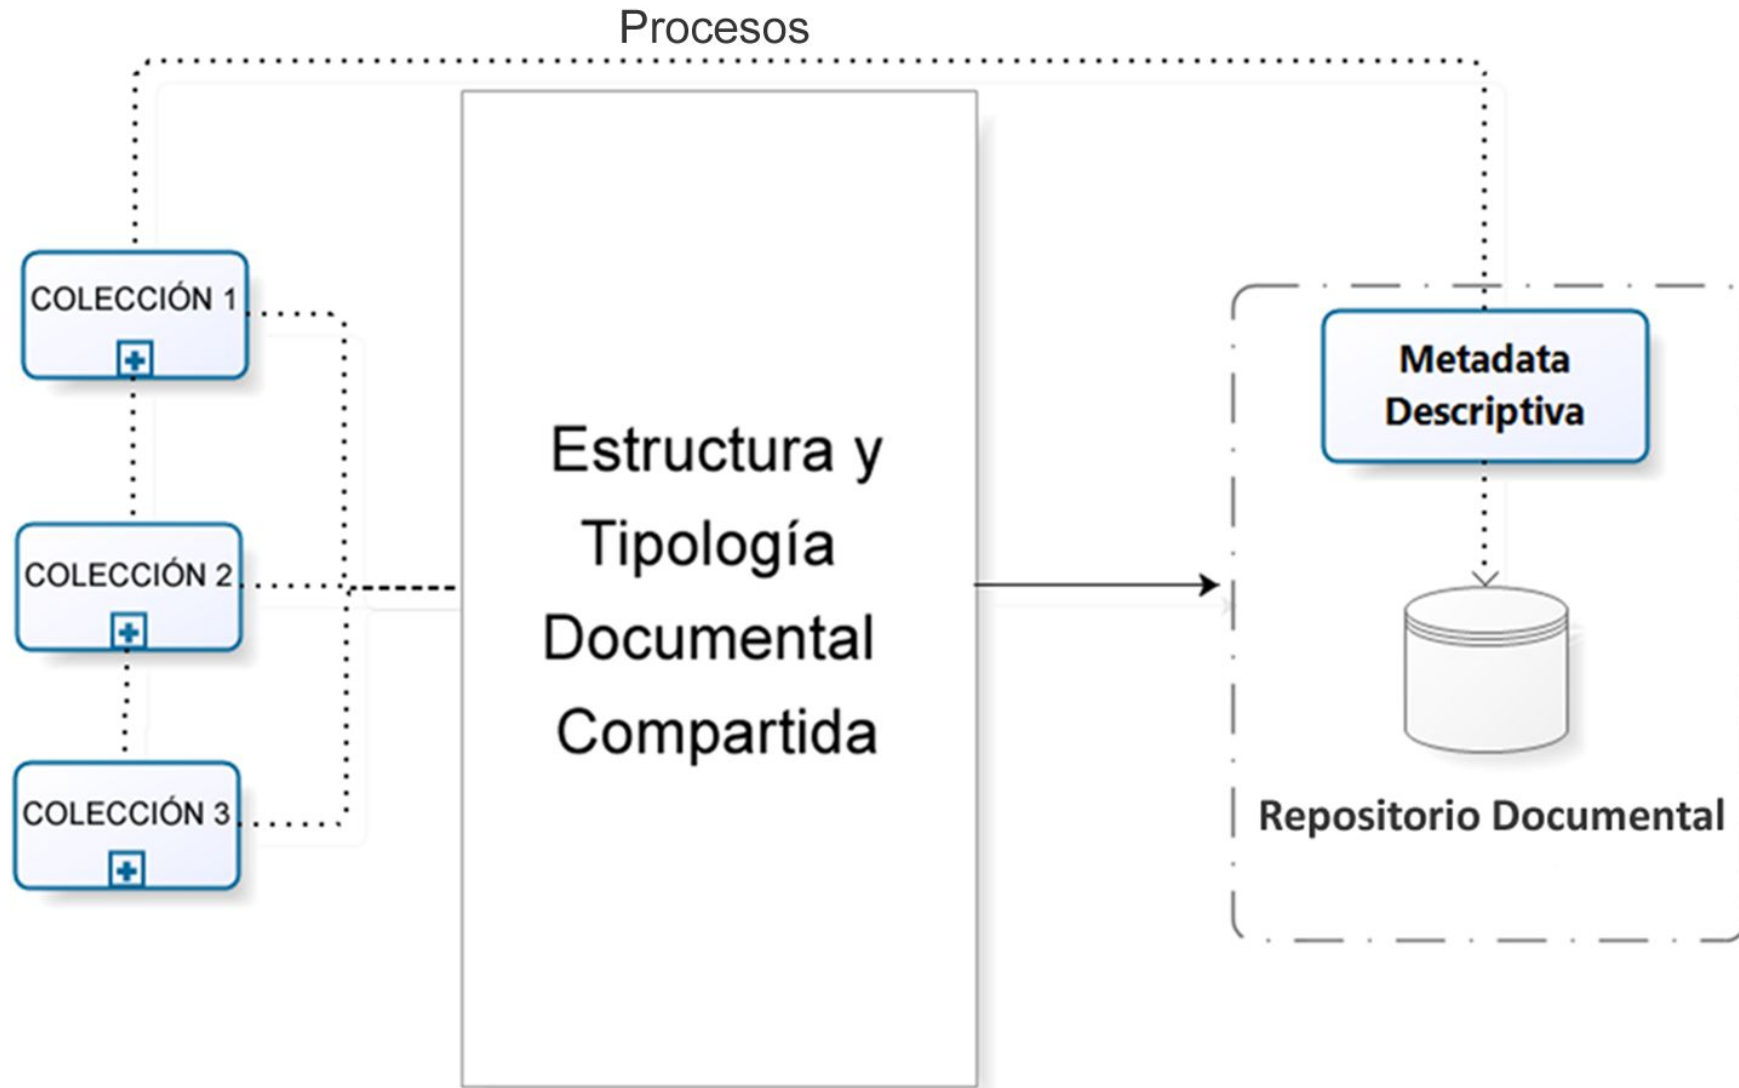 Procesos
COLECCIÓN 1
COLECCIÓN 2
COLECCIÓN 3
Estructura y
Tipología
Documental
Compartida
Metadata
Descriptiva
Repositorio Documental